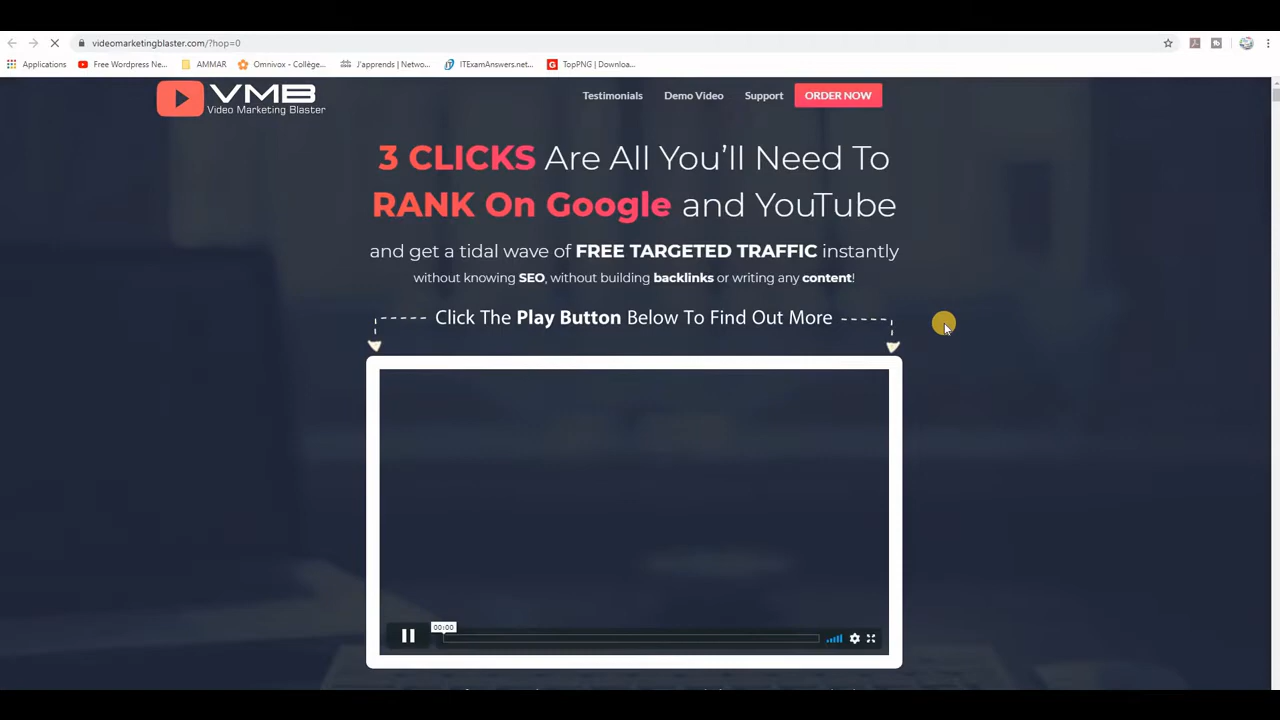 videomarketingblaster.com/?hop=0
Applications
Free Wordpress Ne...
AMMAR
Omnivox - Collège...
J'apprends | Netwo...
ITExamAnswers.net...
TopPNG | Downloa...
VMB
Video Marketing Blaster
Testimonials
Demo Video
Support
ORDER NOW
3 CLICKS Are All You'll Need To
RANK On Google and YouTube
and get a tidal wave of FREE TARGETED TRAFFIC instantly
without knowing SEO, without building backlinks or writing any content!
Click The Play Button Below To Find Out More
00:00